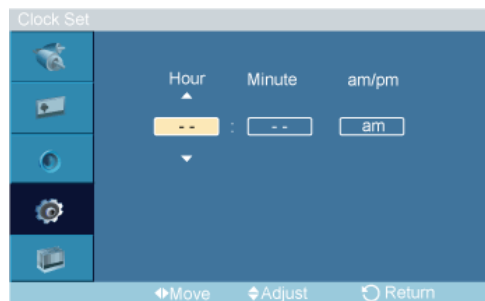 Clock Set
Hour Minute am/pm
-- : -- am
Move Adjust Return